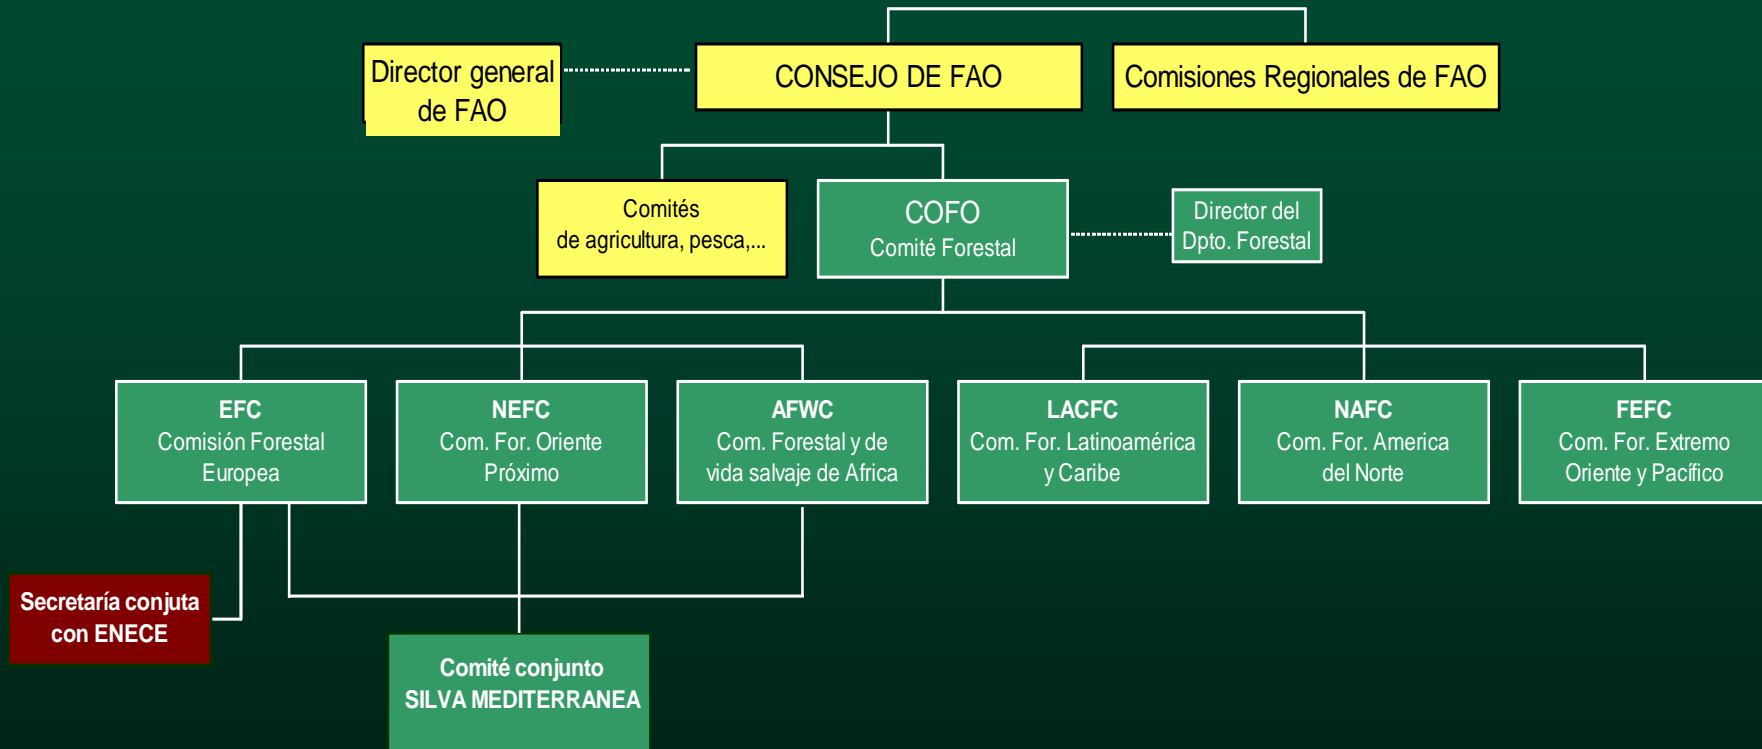 Director general
de FAO
CONSEJO DE FAO
Comisiones Regionales de FAO
Comités
de agricultura, pesca,...
COFO
Comité Forestal
Director del
Dpto. Forestal
EFC
Comisión Forestal
Europea
NEFC
Com. For. Oriente
Próximo
AFWC
Com. Forestal y de
vida salvaje de Africa
LACFC
Com. For. Latinoamérica
y Caribe
NAFC
Com. For. America
del Norte
FEFC
Com. For. Extremo
Oriente y Pacífico
Secretaría conjuta
con ENECE
Comité conjunto
SILVA MEDITERRANEA